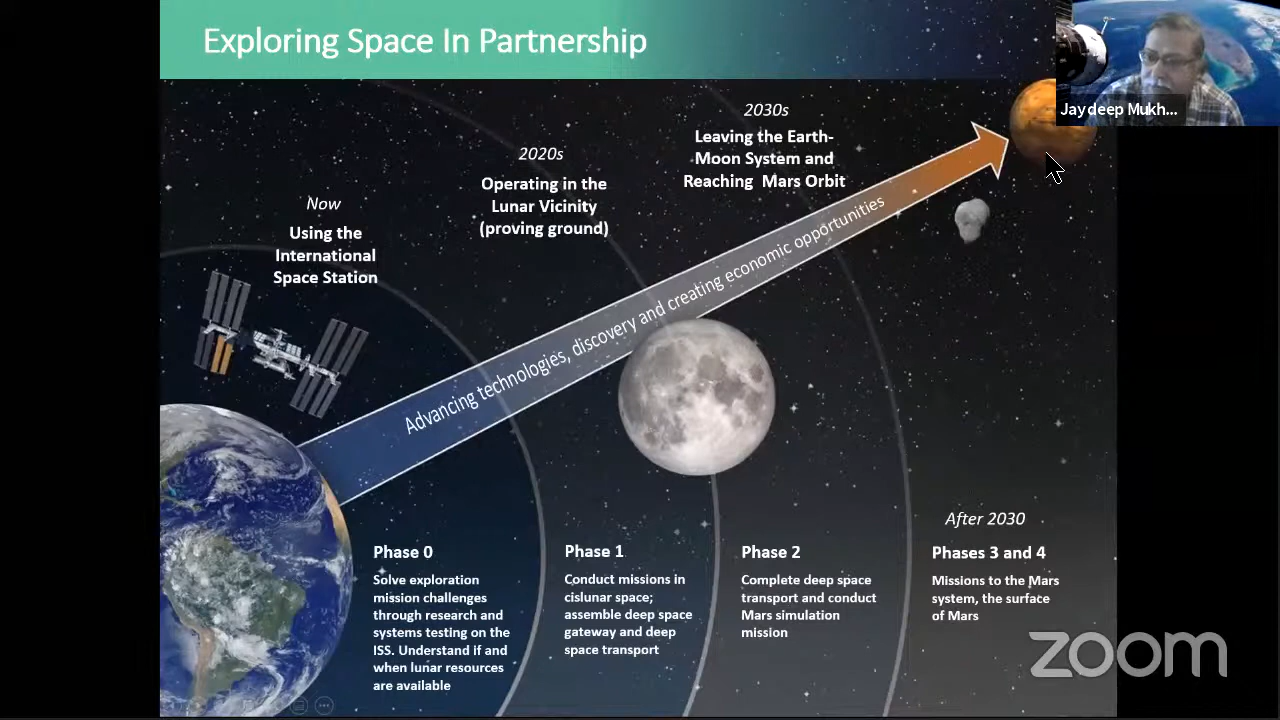 Exploring Space In Partnership
Jaydeep Mukh...
2030s
Leaving the Earth-
Moon System and
Reaching Mars Orbit
2020s
Operating in the
Lunar Vicinity
(proving ground)
Now
Using the
International
Space Station
Advancing technologies, discovery and creating economic opportunities
Phase 0
Solve exploration
mission challenges
through research and
systems testing on the
ISS. Understand if and
when lunar resources
are available
Phase 1
Conduct missions in
cislunar space;
assemble deep space
gateway and deep
space transport
Phase 2
Complete deep space
transport and conduct
Mars simulation
mission
After 2030
Phases 3 and 4
Missions to the Mars
system, the surface
of Mars
zoom